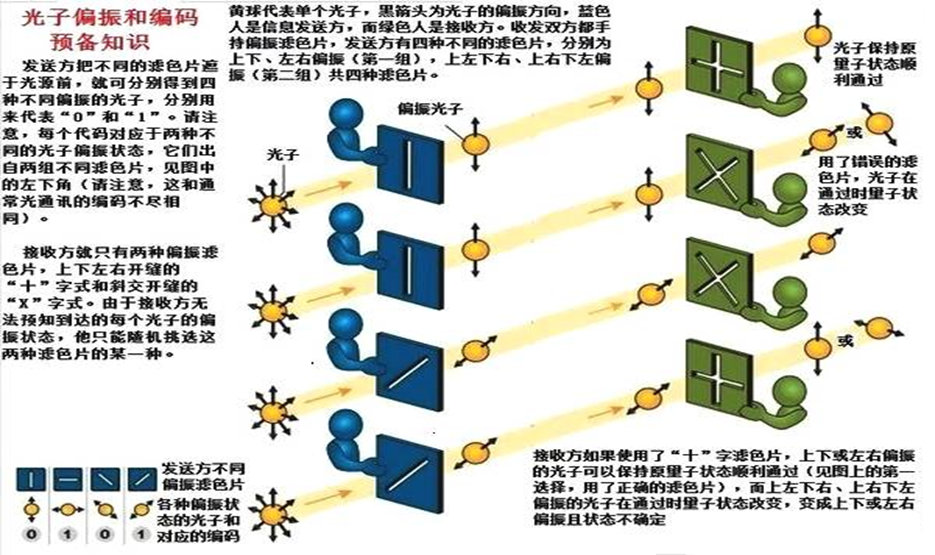 光子偏振和编码
预备知识
发送方把不同的滤色片遮
于光源前，就可分别得到四
种不同偏振的光子，分别用
来代表“0”和“1”。请注
意，每个代码对应于两种不
同的光子偏振状态，它们出
自两组不同滤色片，见图中
的左下角（请注意，这和通
常光通讯的编码不尽相
同）。
接收方就只有两种偏振滤
色片，上下左右开缝的
“十”字式和斜交开缝的
“X”字式。由于接收方无
法预知到达的每个光子的偏
振状态，他只能随机挑选这
两种滤色片的某一种。
黄球代表单个光子，黑箭头为光子的偏振方向，蓝色
人是信息发送方，而绿色人是接收方。收发双方都手
持偏振滤色片，发送方有四种不同的滤色片，分别为
上下、左右偏振（第一组），上左下右、上右下左偏
振（第二组）共四种滤色片。
光子
偏振光子
光子保持原
量子状态顺
利通过
或
用了错误的滤
色片，光子在
通过时量子状
态改变
或
接收方如果使用了“十”字滤色片，上下或左右偏振
的光子可以保持原量子状态顺利通过（见图上的第一
选择，用了正确的滤色片），而上左下右、上右下左
偏振的光子在通过时量子状态改变，变成上下或左右
偏振且状态不确定
发送方不同
偏振滤色片
各种偏振状
态的光子和
对应的编码
0 1 0 1